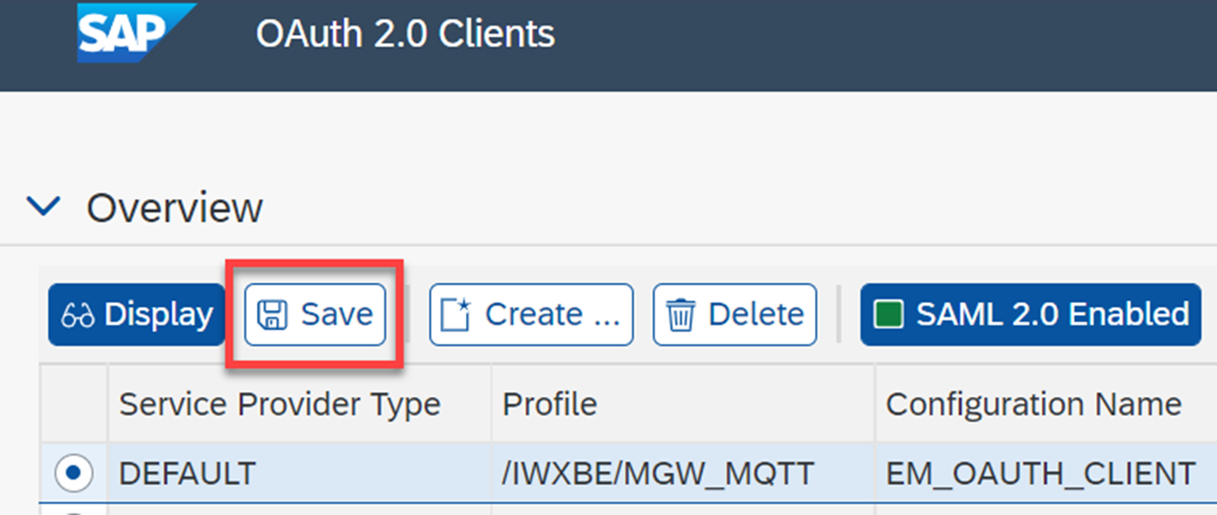 SAP OAuth 2.0 Clients
Overview
Display Save Create ... Delete SAML 2.0 Enabled
Service Provider Type Profile Configuration Name
DEFAULT /IWXBE/MGW_MQTT EM_OAUTH_CLIENT